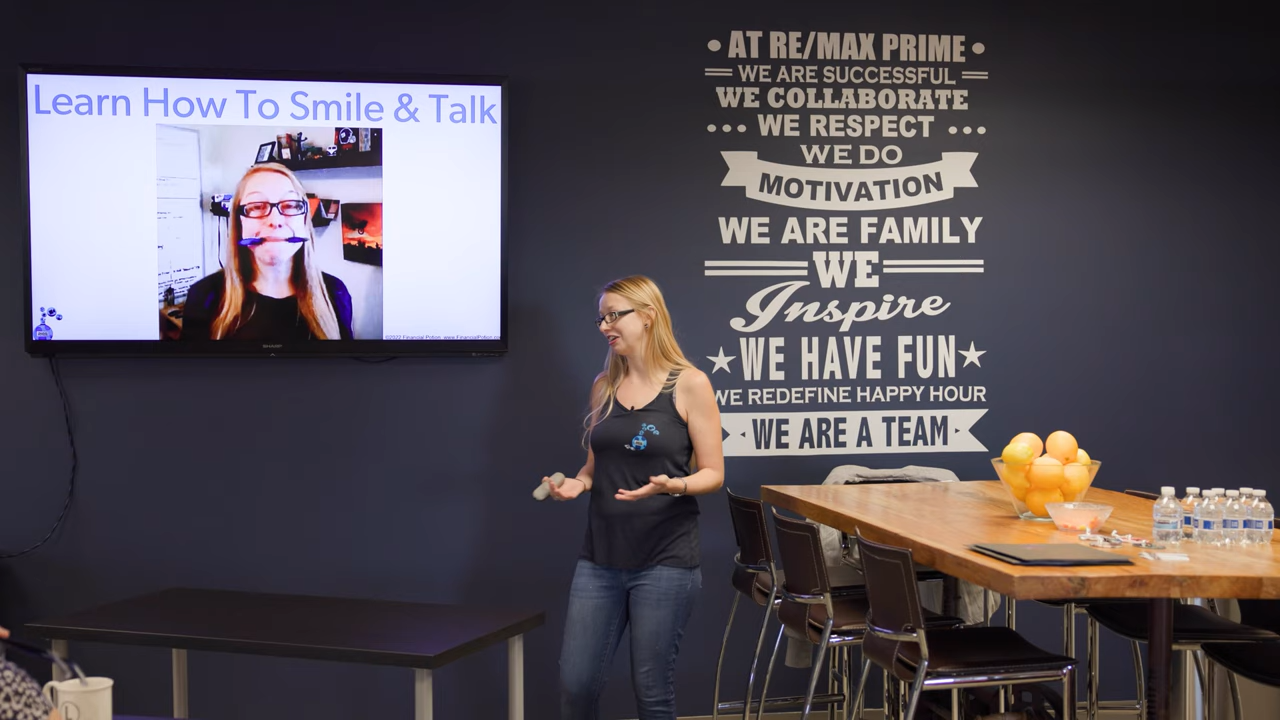 Learn How To Smile & Talk
©2022 Financial Potion, www.FinancialPotion.co
SHARP
AT RE/MAX PRIME
WE ARE SUCCESSFUL
WE COLLABORATE
WE RESPECT
WE DO
MOTIVATION
WE ARE FAMILY
WE
Inspire
WE HAVE FUN
WE REDEFINE HAPPY HOUR
WE ARE A TEAM